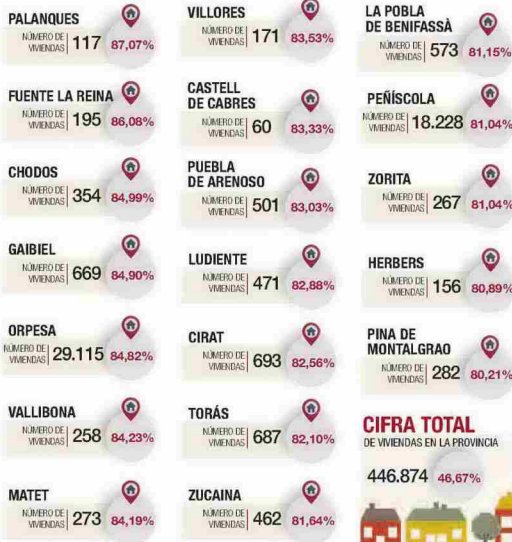 PALANQUES
NÚMERO DE
VIVIENDAS 117 87,07%
FUENTE LA REINA
NÚMERO DE
VIVIENDAS 195 86,08%
CHODOS
NÚMERO DE
VIVIENDAS 354 84,99%
GAIBIEL
NÚMERO DE
VIVIENDAS 669 84,90%
ORPESA
NÚMERO DE
VIVIENDAS 29.115 84,82%
VALLIBONA
NÚMERO DE
VIVIENDAS 258 84,23%
MATET
NÚMERO DE
VIVIENDAS 273 84,19%
VILLORES
NÚMERO DE
VIVIENDAS 171 83,53%
CASTELL
DE CABRES
NÚMERO DE
VIVIENDAS 60 83,33%
PUEBLA
DE ARENOSO
NÚMERO DE
VIVIENDAS 501 83,03%
LUDIENTE
NÚMERO DE
VIVIENDAS 471 82,88%
CIRAT
NÚMERO DE
VIVIENDAS 693 82,56%
TORÁS
NÚMERO DE
VIVIENDAS 687 82,10%
ZUCAINA
NÚMERO DE
VIVIENDAS 462 81,64%
LA POBLA
DE BENIFASSÀ
NÚMERO DE
VIVIENDAS 573 81,15%
PEÑÍSCOLA
NÚMERO DE
VIVIENDAS 18.228 81,04%
ZORITA
NÚMERO DE
VIVIENDAS 267 81,04%
HERBERS
NÚMERO DE
VIVIENDAS 156 80,89%
PINA DE
MONTALGRAO
NÚMERO DE
VIVIENDAS 282 80,21%
CIFRA TOTAL
DE VIVIENDAS EN LA PROVINCIA
446.874 46,67%